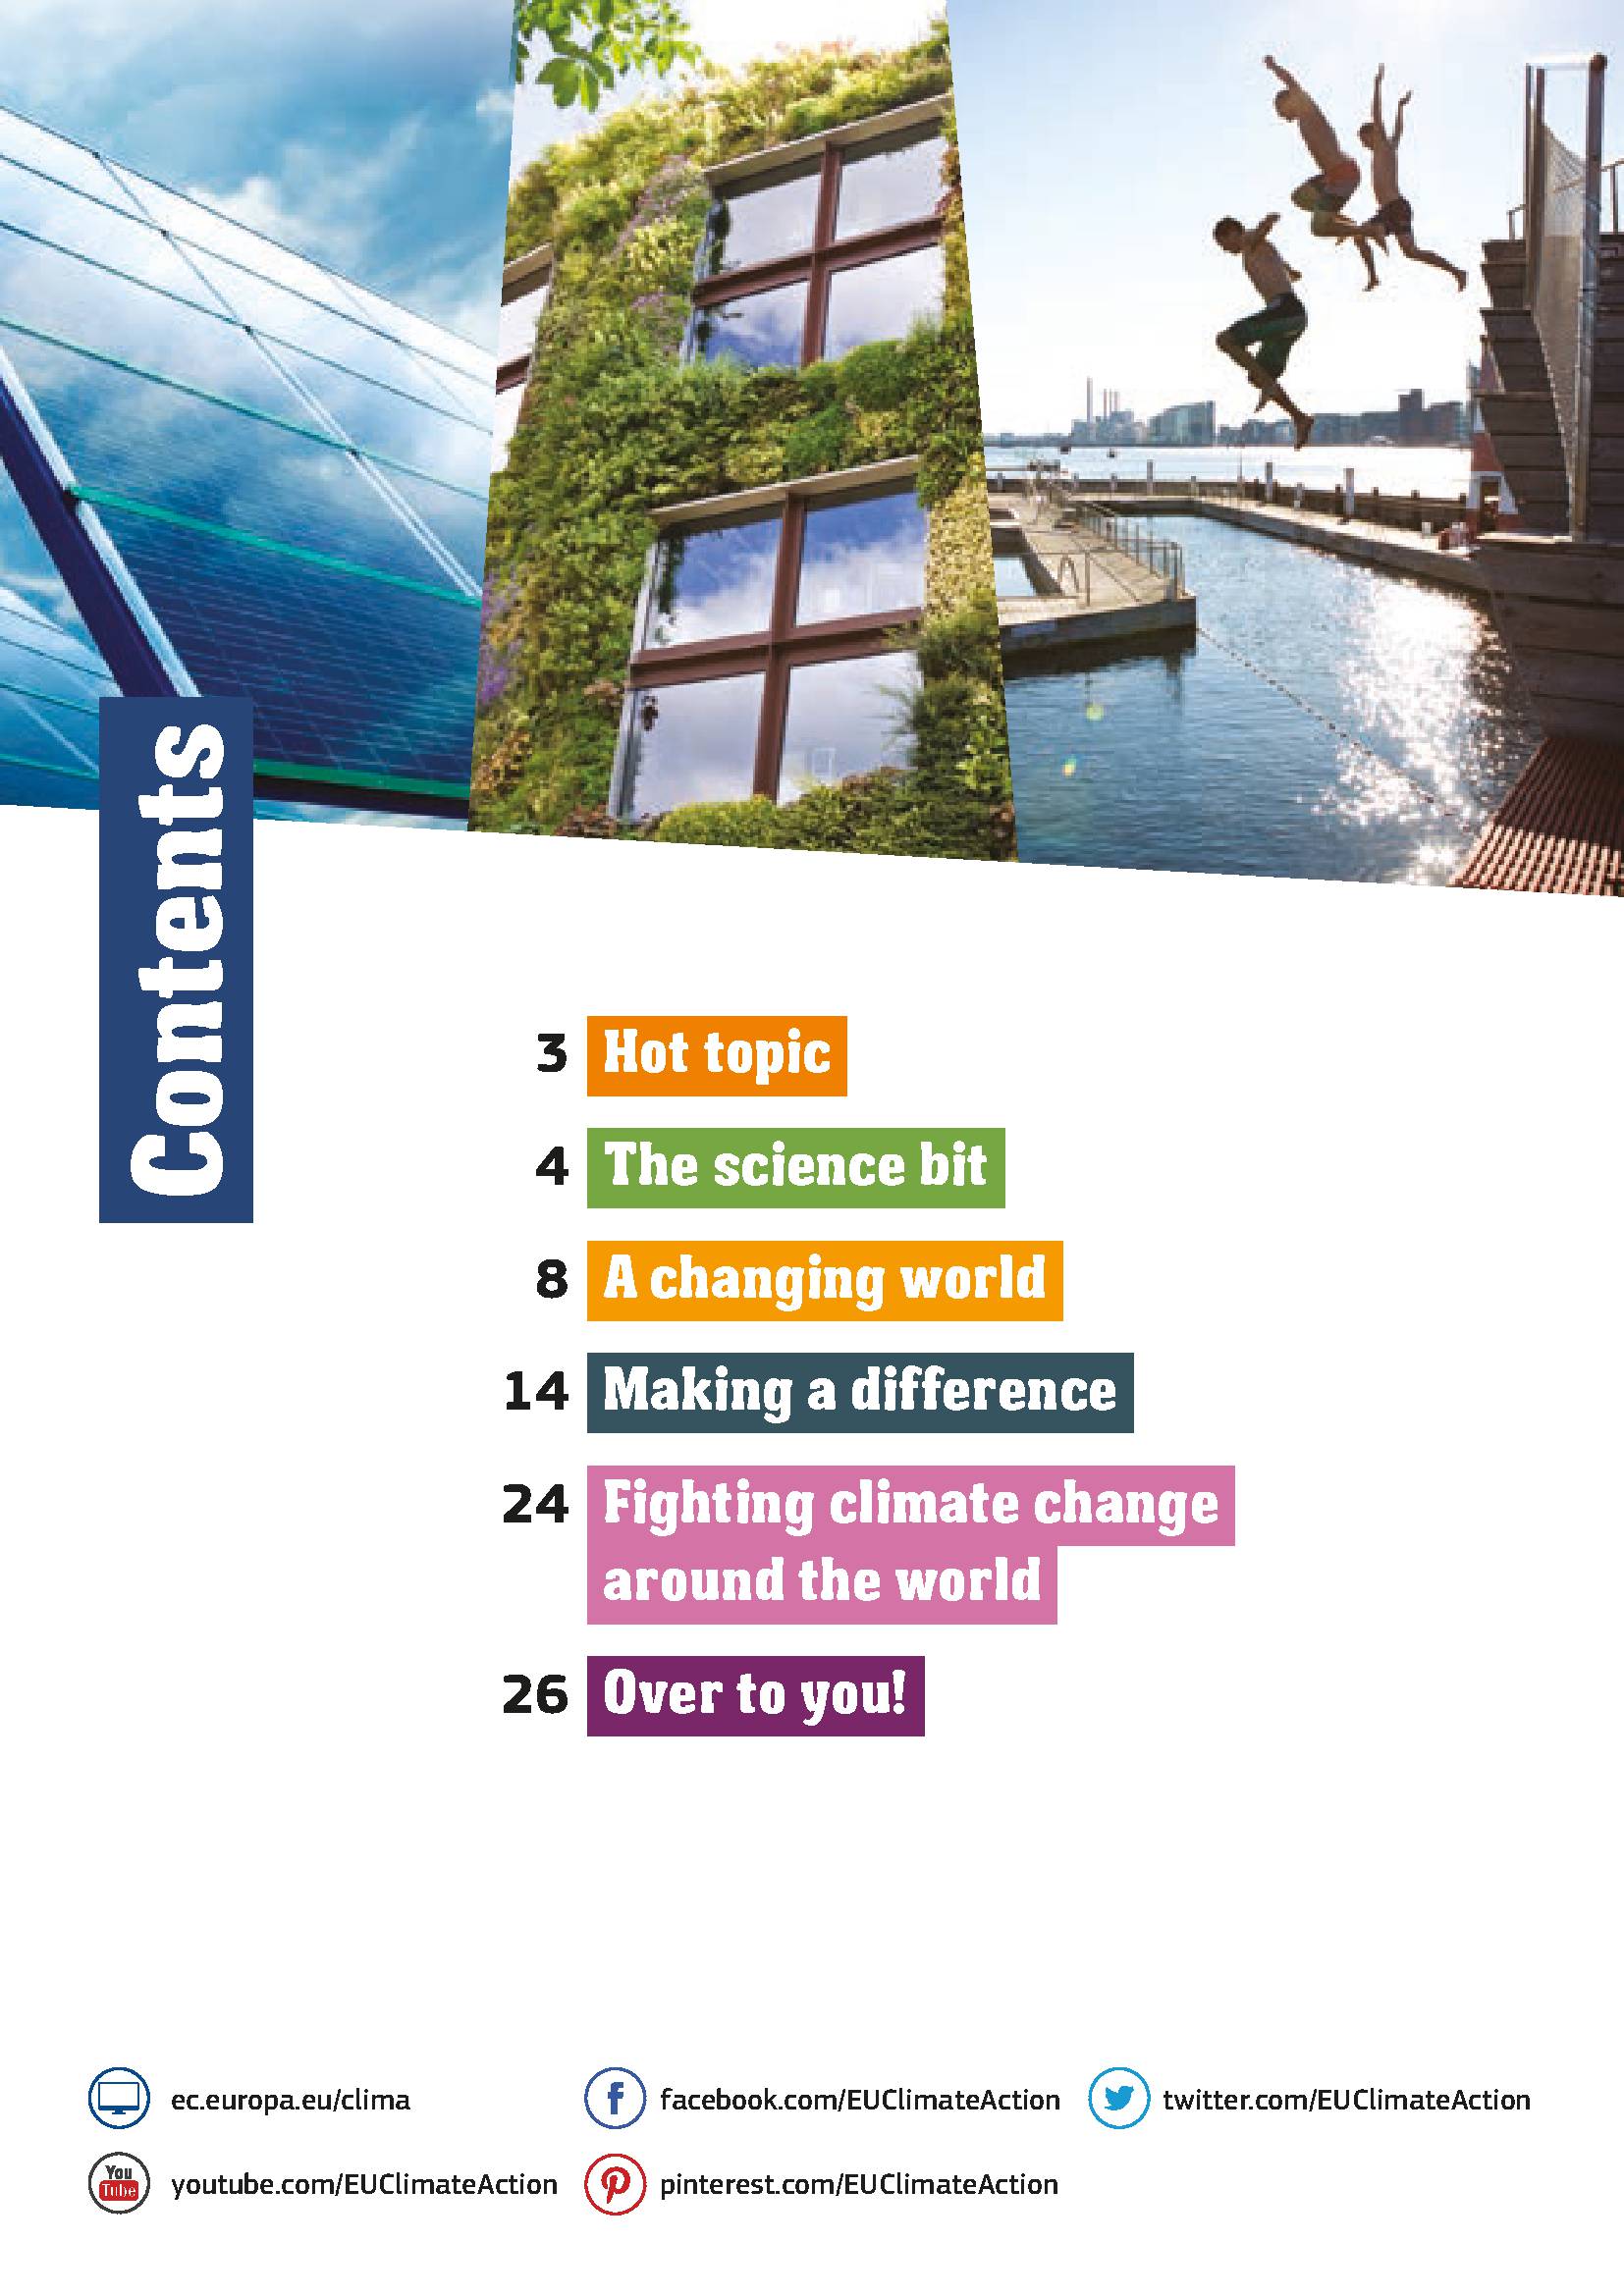 Contents
3 Hot topic
4 The science bit
8 A changing world
14 Making a difference
24 Fighting climate change
around the world
26 Over to you!
ec.europa.eu/clima
facebook.com/EUClimateAction
twitter.com/EUClimateAction
You
Tube
youtube.com/EUClimateAction
pinterest.com/EUClimateAction